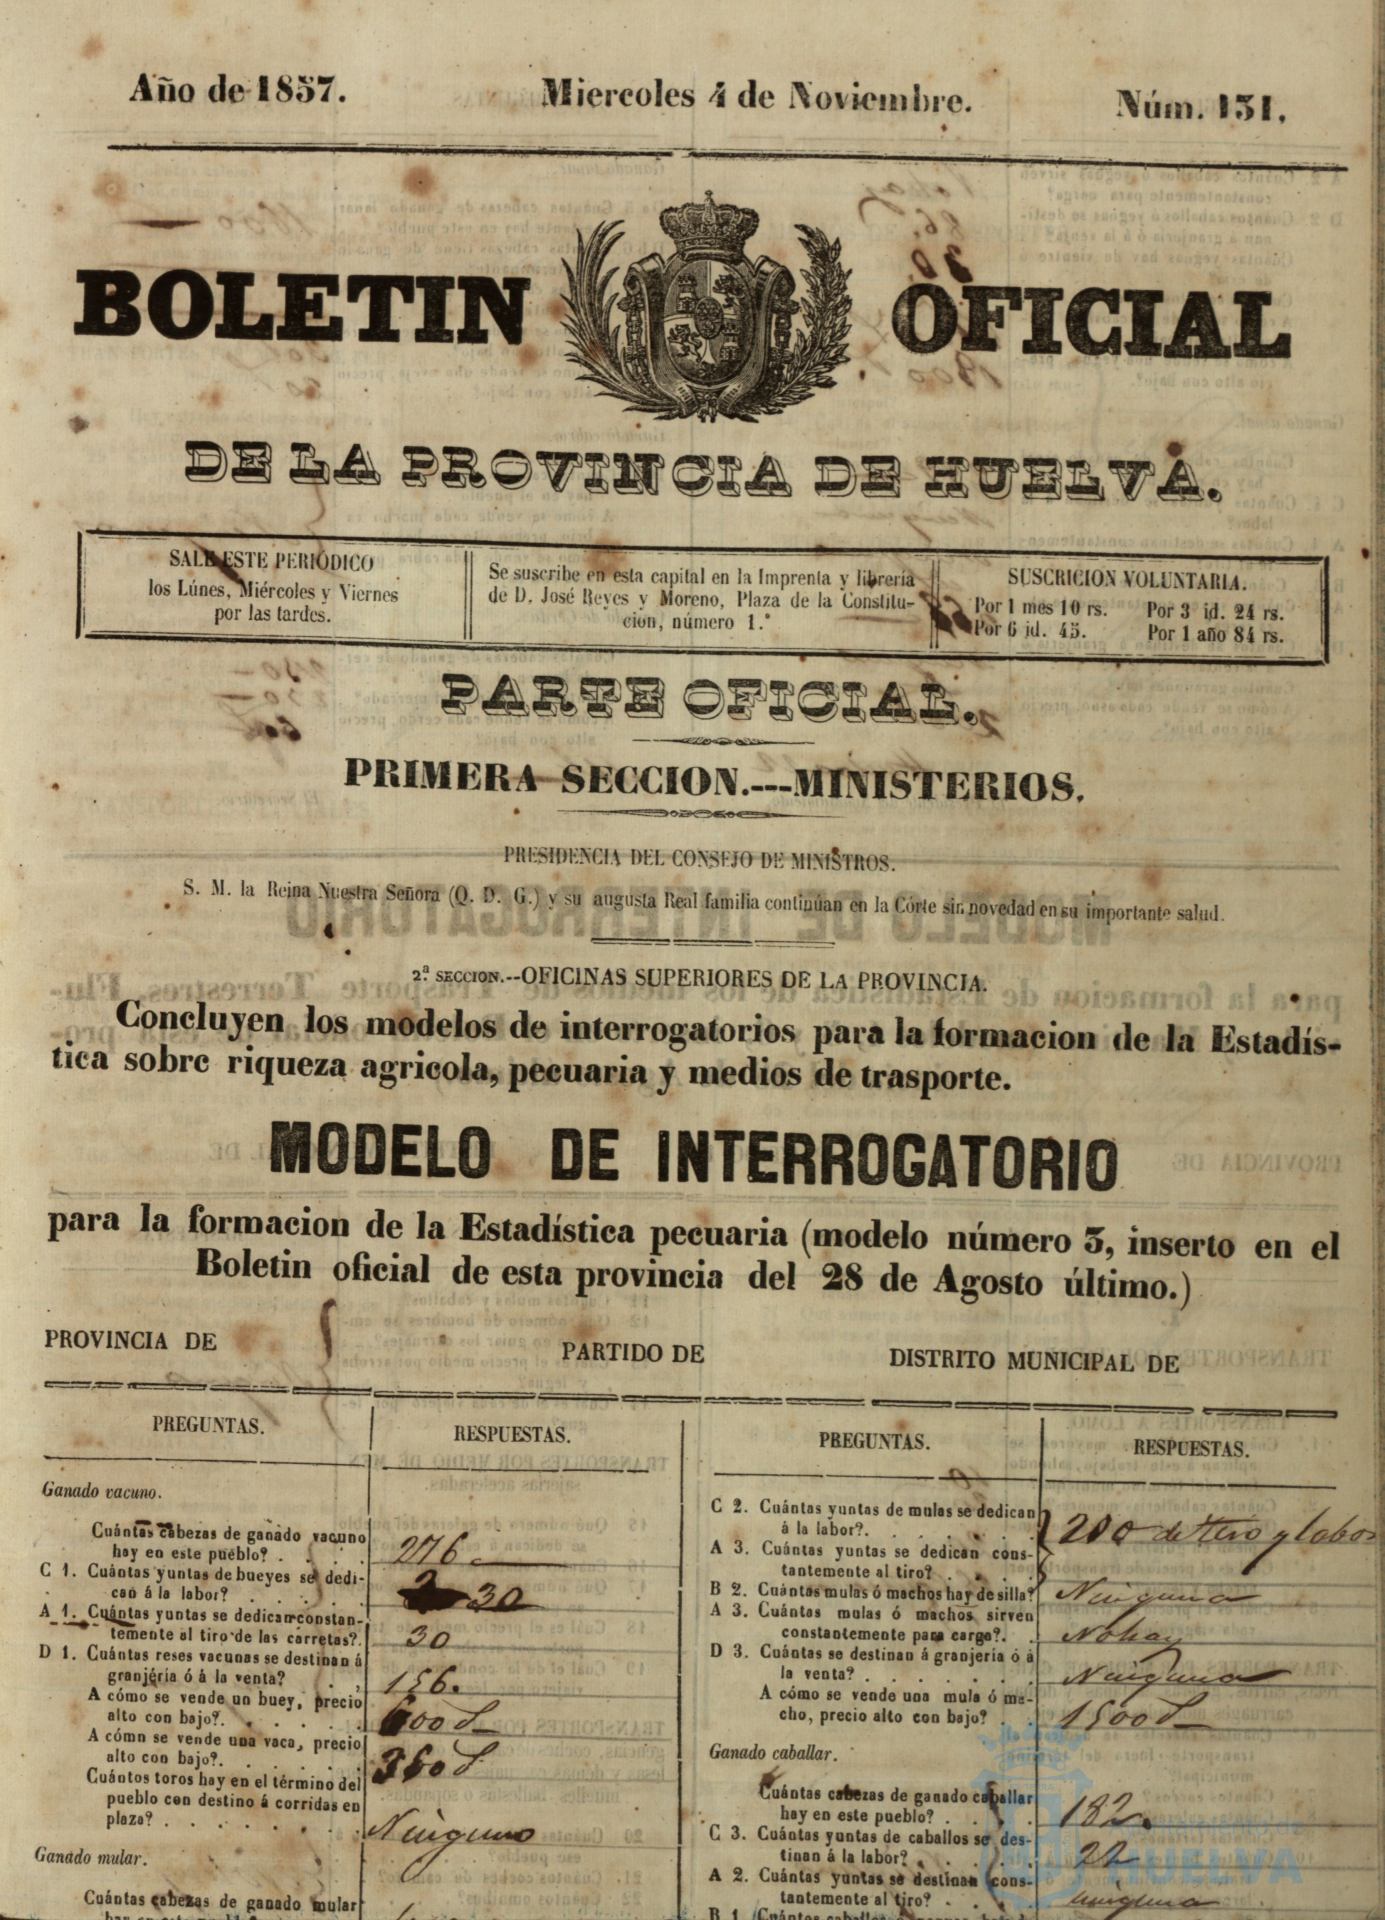 Año de 1857.
Miercoles 4 de Noviembre.
Núm. 131.
BOLETIN OFICIAL
DE LA PROVINCIA DE HUELVA.
SALE ESTE PERIÓDICO
los Lúnes, Miércoles y Viernes
por las tardes.
Se suscribe en esta capital en la Imprenta y librería
de D. José Reyes y Moreno, Plaza de la Constitu-
cion, número 1.°
SUSCRICION VOLUNTARIA.
Por 1 mes 10 rs. Por 3 id. 24 rs.
Por 6 id. 45. Por 1 año 84 rs.
PARTE OFICIAL.
PRIMERA SECCION.---MINISTERIOS.
PRESIDENCIA DEL CONSEJO DE MINISTROS.
S. M. la Reina Nuestra Señora (Q. D. G.) y su augusta Real familia continúan en la Córte sin novedad en su importante salud.
2.ª SECCION.--OFICINAS SUPERIORES DE LA PROVINCIA.
Concluyen los modelos de interrogatorios para la formacion de la Estadís-
tica sobre riqueza agricola, pecuaria y medios de trasporte.
MODELO DE INTERROGATORIO
para la formacion de la Estadística pecuaria (modelo número 3, inserto en el
Boletin oficial de esta provincia del 28 de Agosto último.)
PROVINCIA DE
PARTIDO DE
DISTRITO MUNICIPAL DE
PREGUNTAS.
RESPUESTAS.
Ganado vacuno.
Cuántas cabezas de ganado vacuno
hay en este pueblo? . . . 276
C 1. Cuántas yuntas de bueyes se dedi-
can á la labor? . . . . . 30
A 1. Cuántas yuntas se dedican constan-
temente al tiro de las carretas?. 30
D 1. Cuántas reses vacunas se destinan á
granjéria ó á la venta? . . 156.
A cómo se vende un buey, precio
alto con bajo?. . . . . . 600
A cómn se vende una vaca, precio
alto con bajo?. . . . . . 360
Cuántos toros hay en el término del
pueblo con destino á corridas en
plaza? . . . . . . . . Ninguno
Ganado mular.
Cuántas cabezas de ganado mular
PREGUNTAS.
RESPUESTAS.
C 2. Cuántas yuntas de mulas se dedican
á la labor?. . . . . . .
A 3. Cuántas yuntas se dedican cons-
tantemente al tiro? . . . .
200 de tiro y labor
B 2. Cuántas mulas ó machos hay de silla? Ninguna
A 3. Cuántas mulas ó machos sirven
constantemente para carga?. . No hay
D 3. Cuántas se destinan á granjería ó á
la venta? . . . . . . . Ninguna
A cómo se vende una mula ó ma-
cho, precio alto con bajo? . . 1500
Ganado caballar.
Cuántas cabezas de ganado caballar
hay en este pueblo? . . . . 182.
C 3. Cuántas yuntas de caballos se des-
tinan á la labor? . . . . . 22
A 2. Cuántas yuntas se destinan cons-
tantemente al tiro? . . . . ninguna
HUELVA